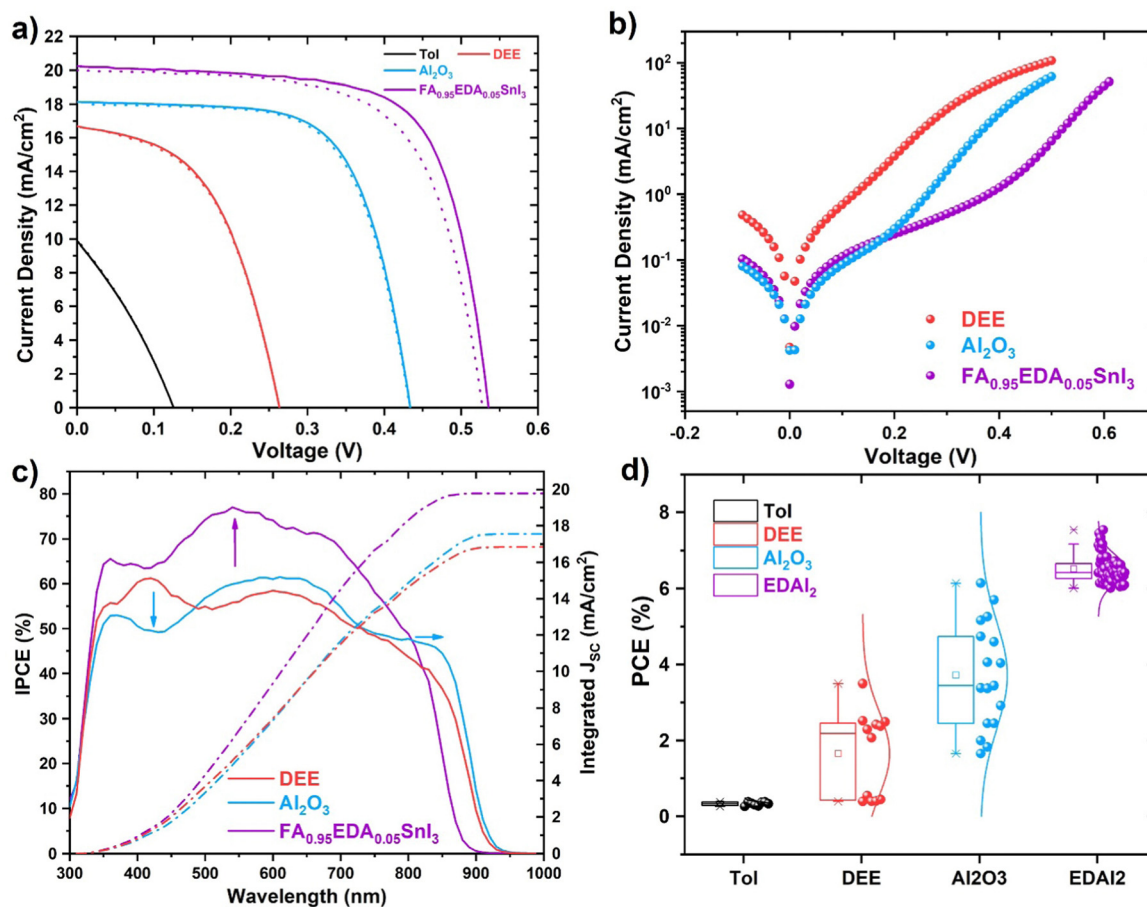 a)
22
20
18
16
14
12
10
8
6
4
2
0
Current Density (mA/cm²)
Tol DEE
Al₂O₃
FA₀.₉₅EDA₀.₀₅SnI₃
0.0 0.1 0.2 0.3 0.4 0.5 0.6
Voltage (V)
b)
10²
10¹
10⁰
10⁻¹
10⁻²
10⁻³
Current Density (mA/cm²)
DEE
Al₂O₃
FA₀.₉₅EDA₀.₀₅SnI₃
-0.2 0.0 0.2 0.4 0.6
Voltage (V)
c)
80
70
60
50
40
30
20
10
0
IPCE (%)
20
18
16
14
12
10
8
6
4
2
0
Integrated JSC (mA/cm²)
DEE
Al₂O₃
FA₀.₉₅EDA₀.₀₅SnI₃
300 400 500 600 700 800 900 1000
Wavelength (nm)
d)
8
6
4
2
0
PCE (%)
Tol
DEE
Al₂O₃
EDAI₂
Tol DEE Al2O3 EDAI2